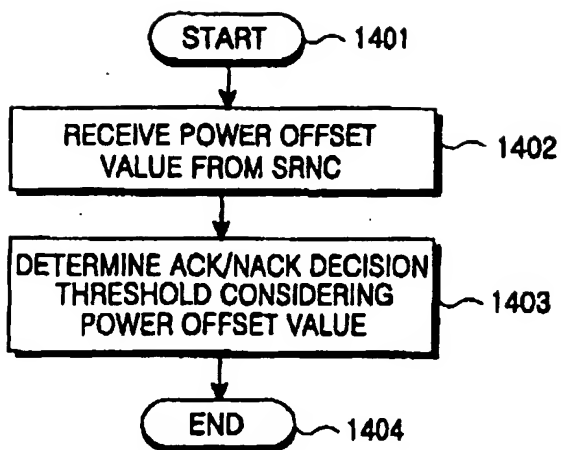 START
1401
RECEIVE POWER OFFSET
VALUE FROM SRNC
1402
DETERMINE ACK/NACK DECISION
THRESHOLD CONSIDERING
POWER OFFSET VALUE
1403
END
1404